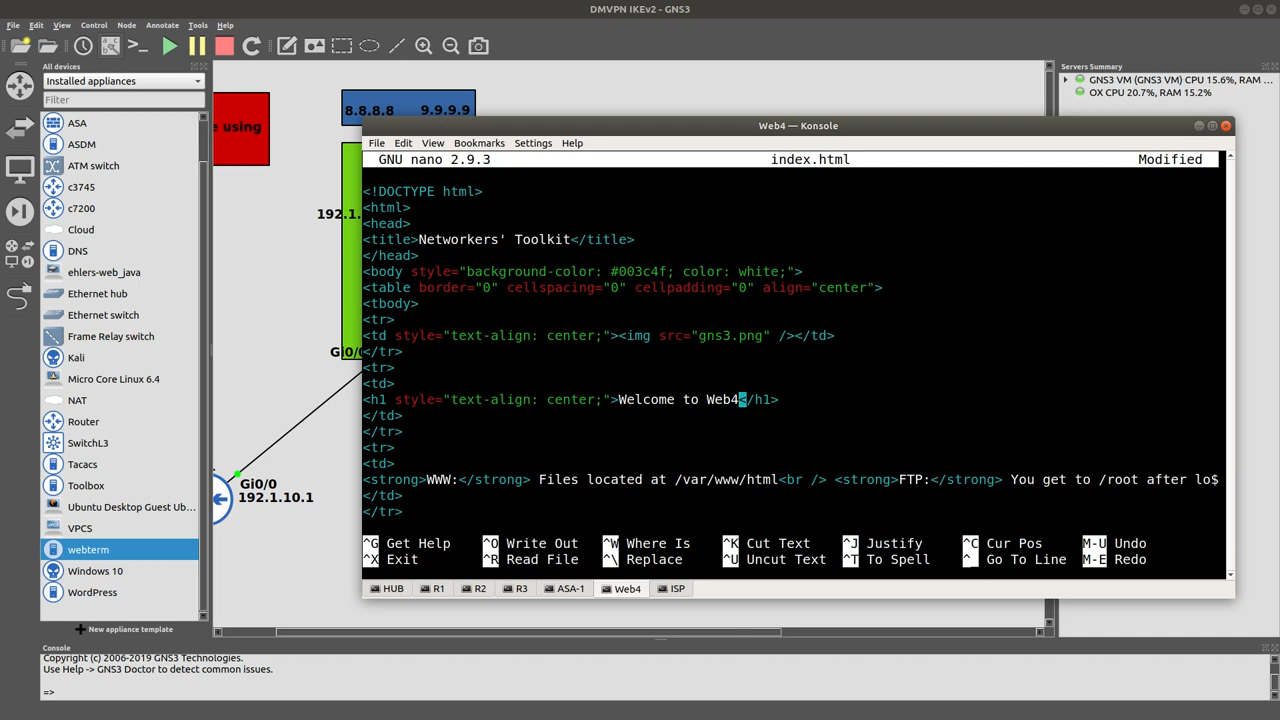 DMVPN IKEv2 - GNS3
File Edit View Control Node Annotate Tools Help
All devices
Installed appliances
Filter
ASA
ASDM
ATM switch
c3745
c7200
Cloud
DNS
ehlers-web_java
Ethernet hub
Ethernet switch
Frame Relay switch
Kali
Micro Core Linux 6.4
NAT
Router
SwitchL3
Tacacs
Toolbox
Ubuntu Desktop Guest Ub...
VPCS
webterm
Windows 10
WordPress
New appliance template
e using
8.8.8.8 9.9.9.9
192.1.
Gi0/0
Gi0/0
192.1.10.1
Web4 — Konsole
File Edit View Bookmarks Settings Help
GNU nano 2.9.3 index.html Modified
<!DOCTYPE html>
<html>
<head>
<title>Networkers' Toolkit</title>
</head>
<body style="background-color: #003c4f; color: white;">
<table border="0" cellspacing="0" cellpadding="0" align="center">
<tbody>
<tr>
<td style="text-align: center;"><img src="gns3.png" /></td>
</tr>
<tr>
<td>
<h1 style="text-align: center;">Welcome to Web4</h1>
</td>
</tr>
<tr>
<td>
<strong>WWW:</strong> Files located at /var/www/html<br /> <strong>FTP:</strong> You get to /root after lo$
</td>
</tr>
^G Get Help ^O Write Out ^W Where Is ^K Cut Text ^J Justify ^C Cur Pos M-U Undo
^X Exit ^R Read File ^\ Replace ^U Uncut Text ^T To Spell ^_ Go To Line M-E Redo
HUB R1 R2 R3 ASA-1 Web4 ISP
Servers Summary
GNS3 VM (GNS3 VM) CPU 15.6%, RAM ...
OX CPU 20.7%, RAM 15.2%
Console
Copyright (c) 2006-2019 GNS3 Technologies.
Use Help -> GNS3 Doctor to detect common issues.
=>